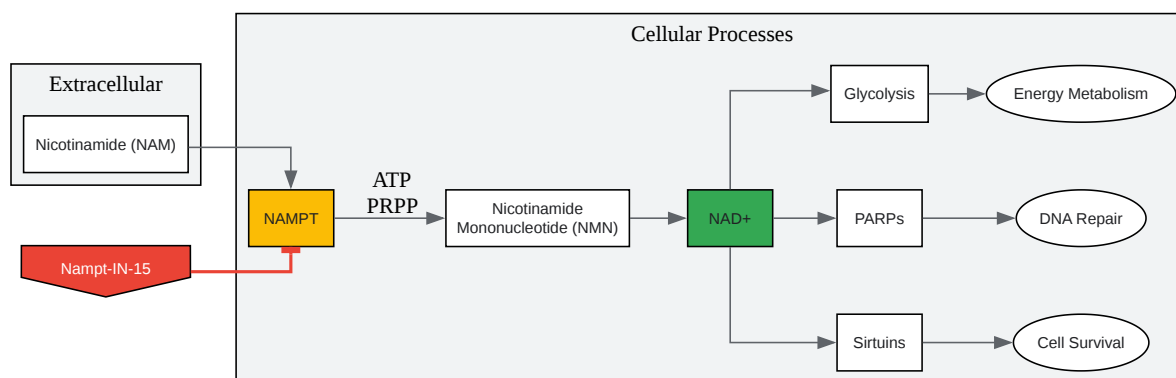 Cellular Processes
Extracellular
Nicotinamide (NAM)
Nampt-IN-15
NAMPT
ATP
PRPP
Nicotinamide
Mononucleotide (NMN)
NAD+
Glycolysis
Energy Metabolism
PARPs
DNA Repair
Sirtuins
Cell Survival